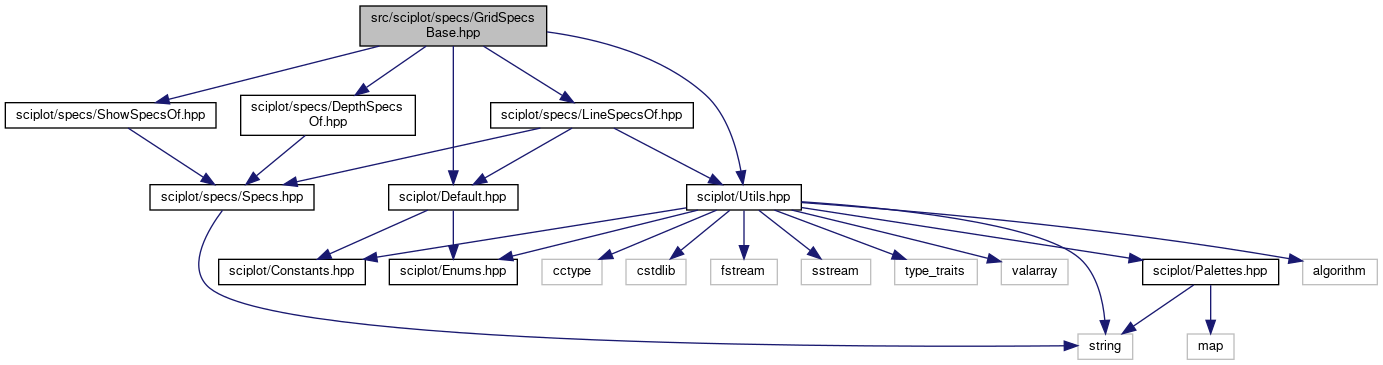 src/sciplot/specs/GridSpecs
Base.hpp
sciplot/specs/ShowSpecsOf.hpp
sciplot/specs/DepthSpecs
Of.hpp
sciplot/specs/LineSpecsOf.hpp
sciplot/specs/Specs.hpp
sciplot/Default.hpp
sciplot/Utils.hpp
sciplot/Constants.hpp
sciplot/Enums.hpp
cctype
cstdlib
fstream
sstream
type_traits
valarray
sciplot/Palettes.hpp
algorithm
string
map